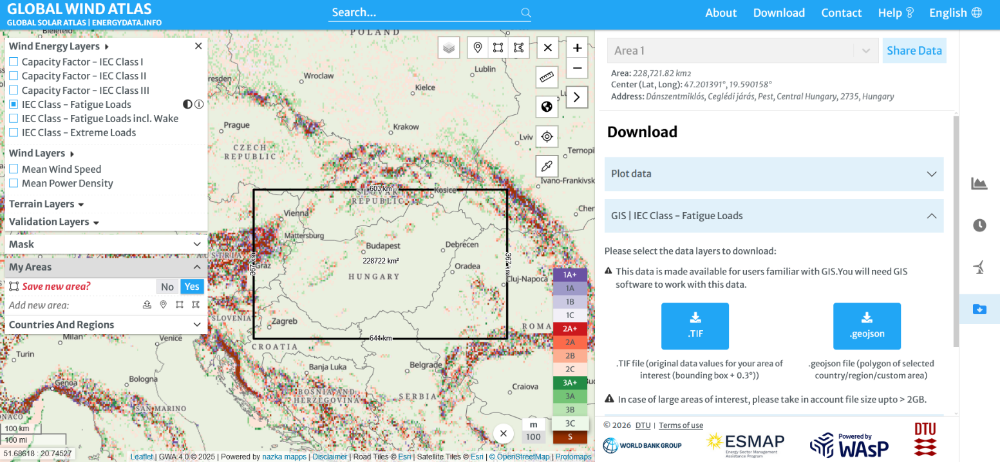 GLOBAL WIND ATLAS
GLOBAL SOLAR ATLAS | ENERGYDATA.INFO
Search...
About
Download
Contact
Help
English
Wind Energy Layers
Capacity Factor - IEC Class I
Capacity Factor - IEC Class II
Capacity Factor - IEC Class III
IEC Class - Fatigue Loads
IEC Class - Fatigue Loads incl. Wake
IEC Class - Extreme Loads
Wind Layers
Mean Wind Speed
Mean Power Density
Terrain Layers
Validation Layers
Mask
My Areas
Save new area?
No
Yes
Add new area:
Countries And Regions
POLAND
Bielefeld
Lublin
Wroclaw
Kielce
resden
Prague
Krakow
Lviv
CZECH
REPUBLIC
Ternopi
Ivano-Frankivsk
603 km
SLOVAK
REPUBLIC
Kosice
Cher
Vienna
Mattersburg
Budapest
Debrecen
228722 km²
367 km
367 km
AUSTRIA
Graz
Oradea
HUNGARY
Cluj-Napoca
SLOVENIA
Zagreb
ROMA
641 km
Milan
Venice
CROATIA
Turin
Banja Luka
Belgrade
Genoa
Bologna
BOSNIA AND
HERZEGOVINA
SERBIA
Craiova
SAN MARINO
NACO
1A+
1A
1B
1C
2A+
2A
2B
2C
3A+
3A
3B
3C
S
m
100
100 km
100 mi
51.68618 : 20.74527
Leaflet | GWA 4.0 © 2025 | Powered by nazka mapps | Disclaimer | Road Tiles © Esri | Satellite Tiles © Esri | © OpenStreetMap | Protomaps
Area 1
Share Data
Area: 228,721.82 km2
Center (Lat, Long): 47.201391°, 19.590158°
Address: Dánszentmiklós, Ceglédi járás, Pest, Central Hungary, 2735, Hungary
Download
Plot data
GIS | IEC Class - Fatigue Loads
Please select the data layers to download:
This data is made available for users familiar with GIS.You will need GIS
software to work with this data.
.TIF
.geojson
.TIF file (original data values for your area of
interest (bounding box + 0.3°))
.geojson file (polygon of selected
country/region/custom area)
In case of large areas of interest, please take in account file size upto > 2GB.
© 2026 DTU | Terms of use
WORLD BANK GROUP
ESMAP
Energy Sector Management
Assistance Program
Powered by
WAsP
DTU